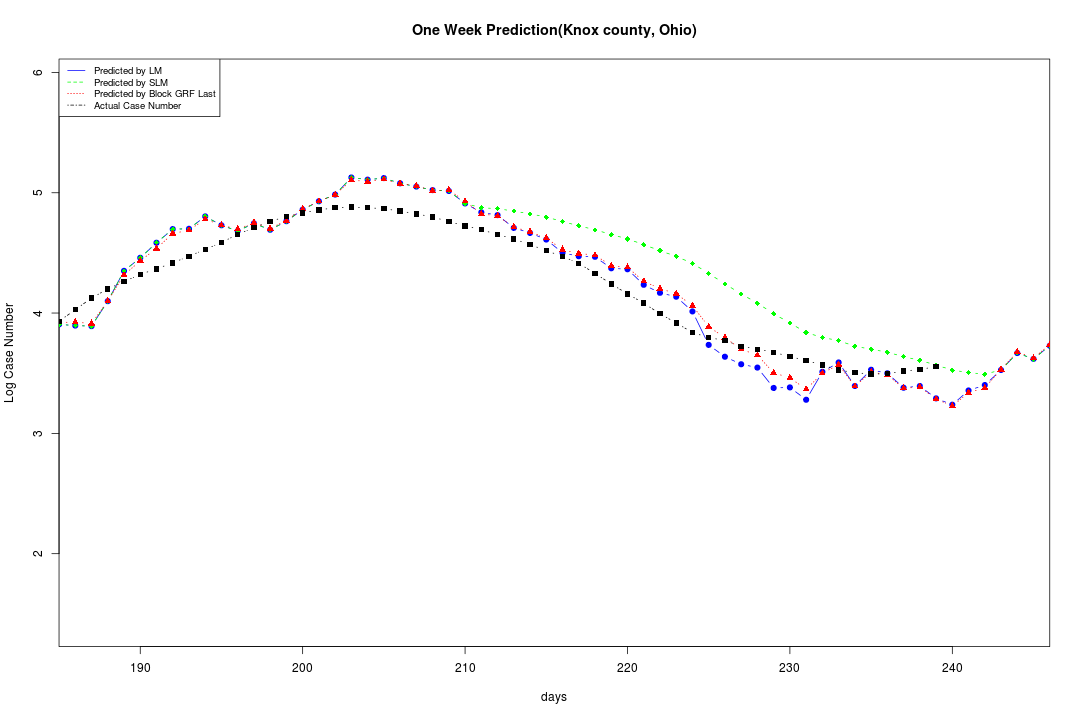 One Week Prediction(Knox county, Ohio)
Predicted by LM
Predicted by SLM
Predicted by Block GRF Last
Actual Case Number
6
5
4
3
2
Log Case Number
190 200 210 220 230 240
days